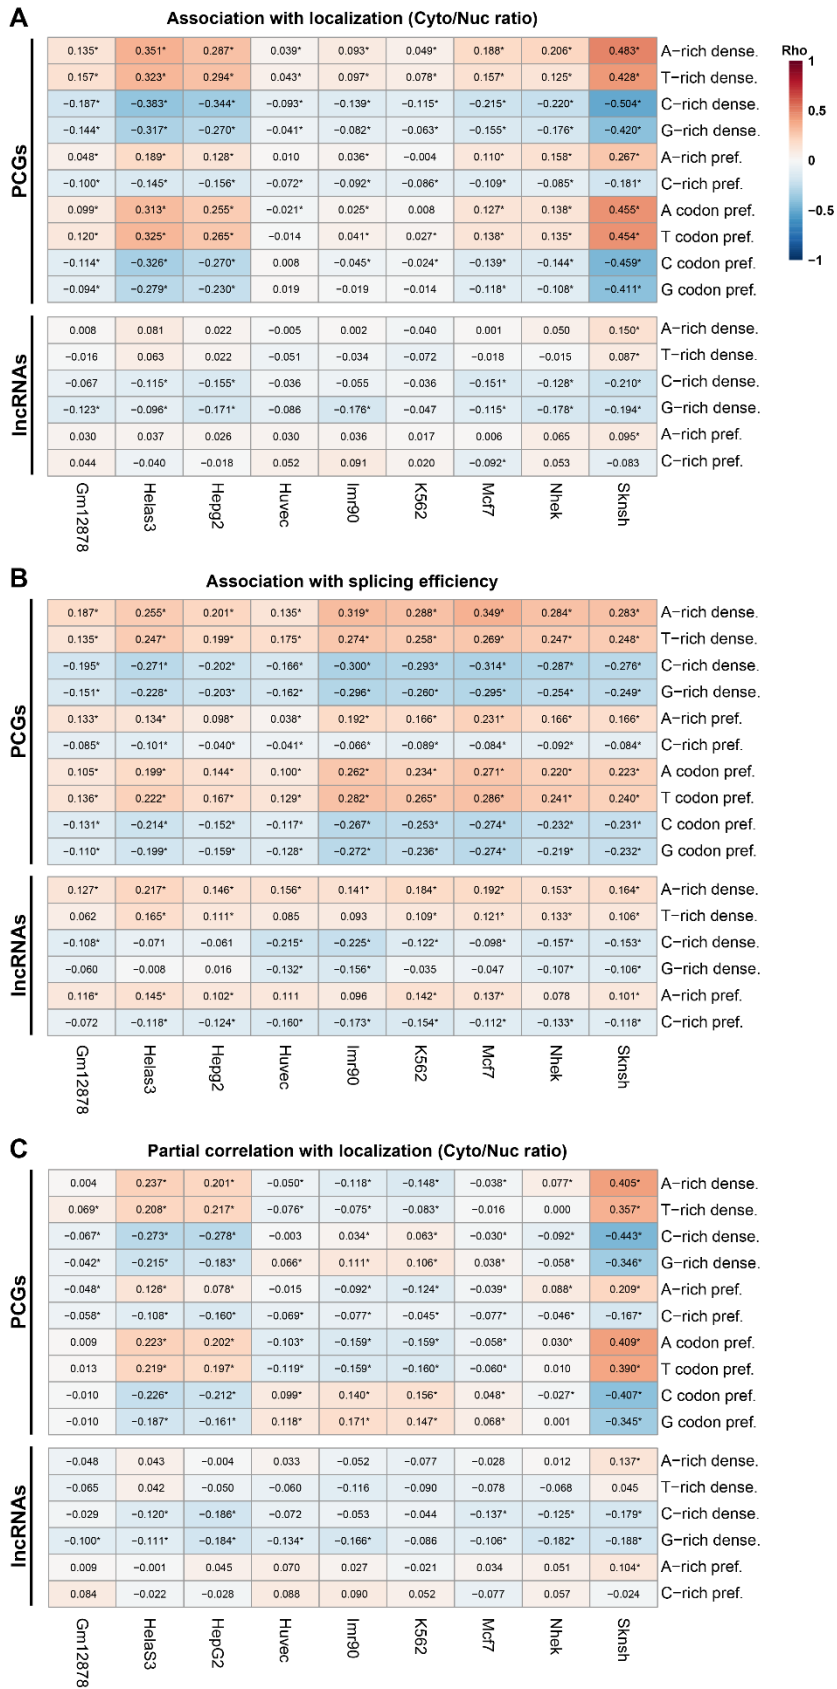 A
Association with localization (Cyto/Nuc ratio)
0.135* 0.351* 0.287* 0.039* 0.093* 0.049* 0.188* 0.206* 0.483* A−rich dense.
0.157* 0.323* 0.294* 0.043* 0.097* 0.078* 0.157* 0.125* 0.428* T−rich dense.
−0.187* −0.383* −0.344* −0.093* −0.139* −0.115* −0.215* −0.220* −0.504* C−rich dense.
−0.144* −0.317* −0.270* −0.041* −0.082* −0.063* −0.155* −0.176* −0.420* G−rich dense.
0.048* 0.189* 0.128* 0.010 0.036* −0.004 0.110* 0.158* 0.267* A−rich pref.
−0.100* −0.145* −0.156* −0.072* −0.092* −0.086* −0.109* −0.085* −0.181* C−rich pref.
0.099* 0.313* 0.255* −0.021* 0.025* 0.008 0.127* 0.138* 0.455* A codon pref.
0.120* 0.325* 0.265* −0.014 0.041* 0.027* 0.138* 0.135* 0.454* T codon pref.
−0.114* −0.326* −0.270* 0.008 −0.045* −0.024* −0.139* −0.144* −0.459* C codon pref.
−0.094* −0.279* −0.230* 0.019 −0.019 −0.014 −0.118* −0.108* −0.411* G codon pref.
PCGs
Rho
1
0.5
0
−0.5
−1
0.008 0.081 0.022 −0.005 0.002 −0.040 0.001 0.050 0.150* A−rich dense.
−0.016 0.063 0.022 −0.051 −0.034 −0.072 −0.018 −0.015 0.087* T−rich dense.
−0.067 −0.115* −0.155* −0.036 −0.055 −0.036 −0.151* −0.128* −0.210* C−rich dense.
−0.123* −0.096* −0.171* −0.086 −0.176* −0.047 −0.115* −0.178* −0.194* G−rich dense.
0.030 0.037 0.026 0.030 0.036 0.017 0.006 0.065 0.095* A−rich pref.
0.044 −0.040 −0.018 0.052 0.091 0.020 −0.092* 0.053 −0.083 C−rich pref.
lncRNAs
Gm12878 Helas3 Hepg2 Huvec Imr90 K562 Mcf7 Nhek Sknsh
B
Association with splicing efficiency
0.187* 0.255* 0.201* 0.135* 0.319* 0.288* 0.349* 0.284* 0.283* A−rich dense.
0.135* 0.247* 0.199* 0.175* 0.274* 0.258* 0.269* 0.247* 0.248* T−rich dense.
−0.195* −0.271* −0.202* −0.166* −0.300* −0.293* −0.314* −0.287* −0.276* C−rich dense.
−0.151* −0.228* −0.203* −0.162* −0.296* −0.260* −0.295* −0.254* −0.249* G−rich dense.
0.133* 0.134* 0.098* 0.038* 0.192* 0.166* 0.231* 0.166* 0.166* A−rich pref.
−0.085* −0.101* −0.040* −0.041* −0.066* −0.089* −0.084* −0.092* −0.084* C−rich pref.
0.105* 0.199* 0.144* 0.100* 0.262* 0.234* 0.271* 0.220* 0.223* A codon pref.
0.136* 0.222* 0.167* 0.129* 0.282* 0.265* 0.286* 0.241* 0.240* T codon pref.
−0.131* −0.214* −0.152* −0.117* −0.267* −0.253* −0.274* −0.232* −0.231* C codon pref.
−0.110* −0.199* −0.159* −0.128* −0.272* −0.236* −0.274* −0.219* −0.232* G codon pref.
PCGs
0.127* 0.217* 0.146* 0.156* 0.141* 0.184* 0.192* 0.153* 0.164* A−rich dense.
0.062 0.165* 0.111* 0.085 0.093 0.109* 0.121* 0.133* 0.106* T−rich dense.
−0.108* −0.071 −0.061 −0.215* −0.225* −0.122* −0.098* −0.157* −0.153* C−rich dense.
−0.060 −0.008 0.016 −0.132* −0.156* −0.035 −0.047 −0.107* −0.106* G−rich dense.
0.116* 0.145* 0.102* 0.111 0.096 0.142* 0.137* 0.078 0.101* A−rich pref.
−0.072 −0.118* −0.124* −0.160* −0.173* −0.154* −0.112* −0.133* −0.118* C−rich pref.
lncRNAs
Gm12878 Helas3 Hepg2 Huvec Imr90 K562 Mcf7 Nhek Sknsh
C
Partial correlation with localization (Cyto/Nuc ratio)
0.004 0.237* 0.201* −0.050* −0.118* −0.148* −0.038* 0.077* 0.405* A−rich dense.
0.069* 0.208* 0.217* −0.076* −0.075* −0.083* −0.016 0.000 0.357* T−rich dense.
−0.067* −0.273* −0.278* −0.003 0.034* 0.063* −0.024* −0.092* −0.443* C−rich dense.
−0.042* −0.215* −0.183* 0.066* 0.111* 0.106* 0.038* −0.058* −0.346* G−rich dense.
−0.048* 0.126* 0.078* −0.015 −0.092* −0.124* −0.039* 0.088* 0.209* A−rich pref.
−0.058* −0.108* −0.160* −0.069* −0.077* −0.045* −0.077* −0.046* −0.167* C−rich pref.
0.009 0.223* 0.202* −0.103* −0.159* −0.159* −0.058* 0.030* 0.409* A codon pref.
0.013 0.219* 0.197* −0.119* −0.159* −0.160* −0.060* 0.010 0.390* T codon pref.
−0.010 −0.226* −0.212* 0.099* 0.140* 0.156* 0.048* −0.027* −0.407* C codon pref.
−0.010 −0.187* −0.161* 0.118* 0.171* 0.147* 0.068* 0.001 −0.345* G codon pref.
PCGs
−0.048 0.043 −0.004 0.033 −0.052 −0.077 −0.028 0.012 0.137* A−rich dense.
−0.065 0.042 −0.050 −0.060 −0.116 −0.090 −0.078 −0.068 0.045 T−rich dense.
−0.029 −0.120* −0.186* −0.072 −0.053 −0.044 −0.137* −0.125* −0.179* C−rich dense.
−0.100* −0.111* −0.184* −0.134* −0.166* −0.086 −0.106* −0.182* −0.188* G−rich dense.
0.009 −0.001 0.045 0.070 0.027 −0.021 0.034 0.051 0.104* A−rich pref.
0.084 −0.022 −0.028 0.088 0.090 0.052 −0.077 0.057 −0.024 C−rich pref.
lncRNAs
Gm12878 HelaS3 HepG2 Huvec Imr90 K562 Mcf7 Nhek Sknsh